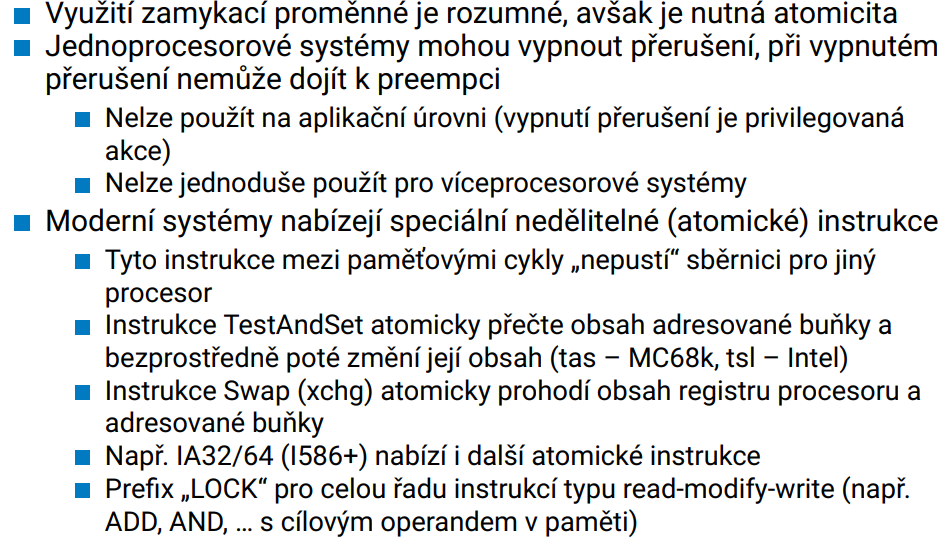 Využití zamykací proměnné je rozumné, avšak je nutná atomicita
Jednoprocesorové systémy mohou vypnout přerušení, při vypnutém
přerušení nemůže dojít k preempci
Nelze použít na aplikační úrovni (vypnutí přerušení je privilegovaná
akce)
Nelze jednoduše použít pro víceprocesorové systémy
Moderní systémy nabízejí speciální nedělitelné (atomické) instrukce
Tyto instrukce mezi paměťovými cykly „nepustí“ sběrnici pro jiný
procesor
Instrukce TestAndSet atomicky přečte obsah adresované buňky a
bezprostředně poté změní její obsah (tas – MC68k, tsl – Intel)
Instrukce Swap (xchg) atomicky prohodí obsah registru procesoru a
adresované buňky
Např. IA32/64 (I586+) nabízí i další atomické instrukce
Prefix „LOCK“ pro celou řadu instrukcí typu read-modify-write (např.
ADD, AND, … s cílovým operandem v paměti)